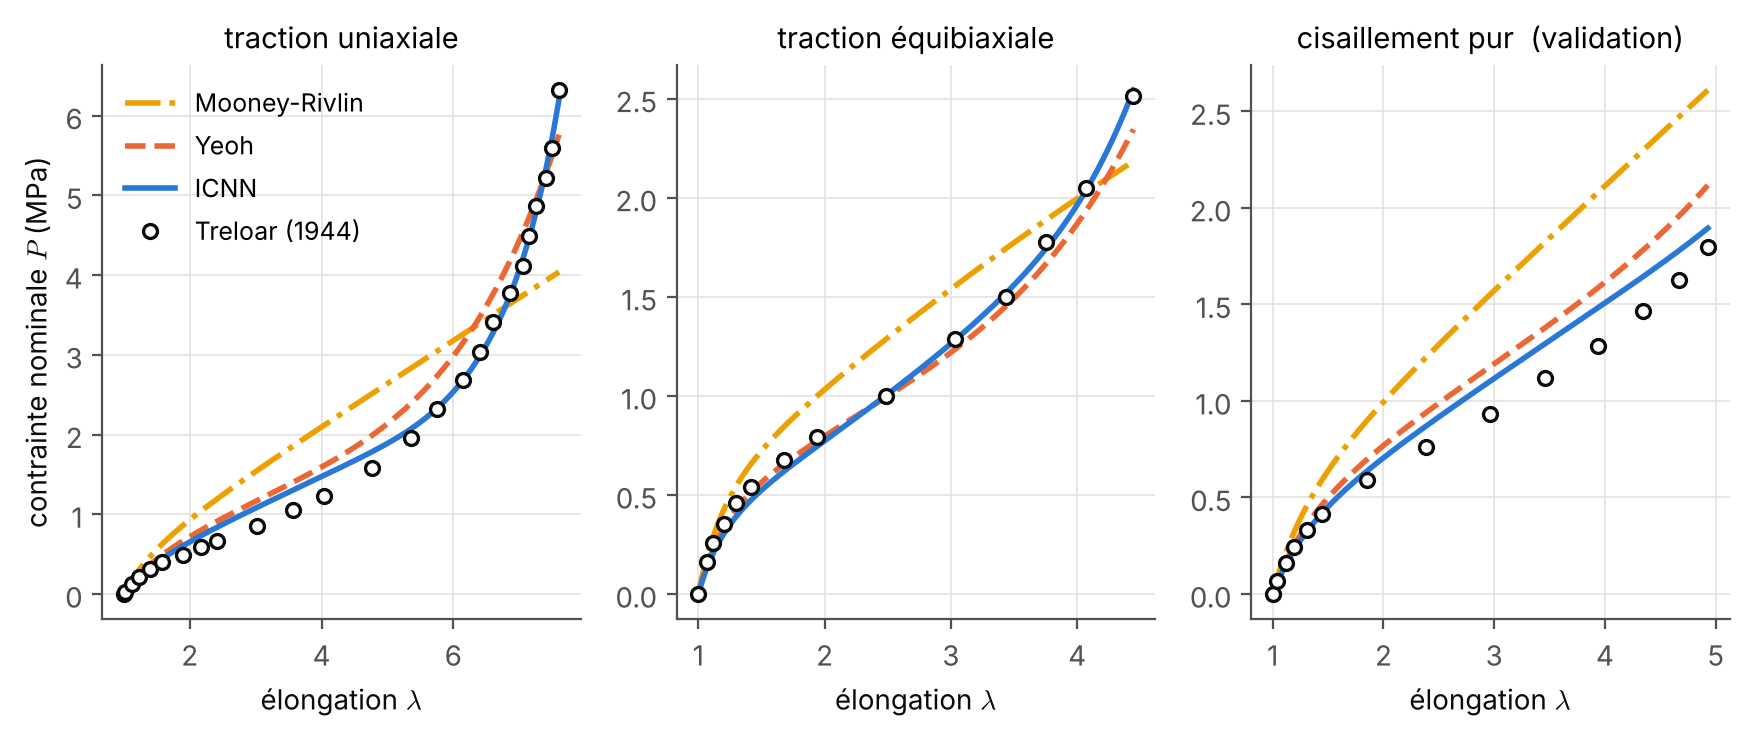 traction uniaxiale
traction équibiaxiale
cisaillement pur (validation)
contrainte nominale P (MPa)
Mooney-Rivlin
Yeoh
ICNN
Treloar (1944)
6
5
4
3
2
1
0
2 4 6
élongation λ
2.5
2.0
1.5
1.0
0.5
0.0
1 2 3 4
élongation λ
2.5
2.0
1.5
1.0
0.5
0.0
1 2 3 4 5
élongation λ